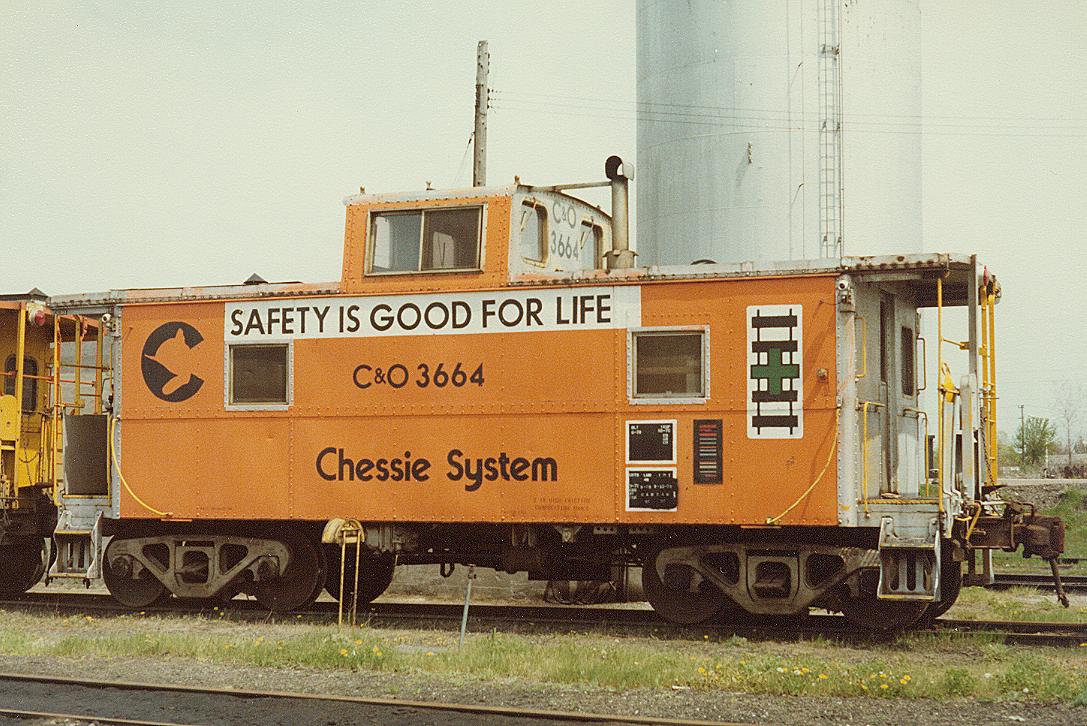 SAFETY IS GOOD FOR LIFE
C&O 3664
Chessie System
C&O
3664